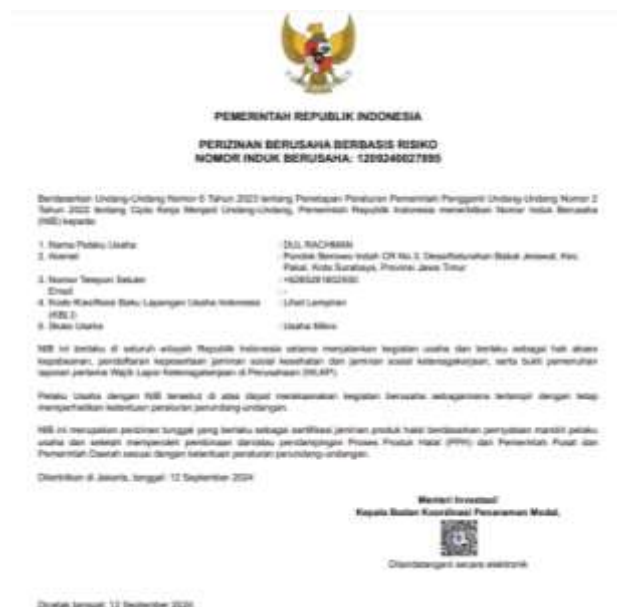 PEMERINTAH REPUBLIK INDONESIA
PERIZINAN BERUSAHA BERBASIS RISIKO
NOMOR INDUK BERUSAHA: 1209240027895
Berdasarkan Undang-Undang Nomor 6 Tahun 2023 tentang Penetapan Peraturan Pemerintah Pengganti Undang-Undang Nomor 2
Tahun 2022 tentang Cipta Kerja Menjadi Undang-Undang, Pemerintah Republik Indonesia menerbitkan Nomor Induk Berusaha
(NIB) kepada:
1. Nama Pelaku Usaha : DUL RACHMAN
2. Alamat : Pondok Benowo Indah No. 3, Desa/Kelurahan Babat Jerawat, Kec.
Pakal, Kota Surabaya, Provinsi Jawa Timur
3. Nomor Telepon Seluler :
Email : -
4. Kode Klasifikasi Baku Lapangan Usaha Indonesia : Lihat Lampiran
(KBLI)
5. Skala Usaha : Usaha Mikro
NIB ini berlaku di seluruh wilayah Republik Indonesia selama menjalankan kegiatan usaha dan berlaku sebagai hak akses
kepabeanan, pendaftaran kepesertaan jaminan sosial kesehatan dan jaminan sosial ketenagakerjaan, serta bukti pemenuhan
laporan pertama Wajib Lapor Ketenagakerjaan di Perusahaan (WLKP).
Pelaku Usaha dengan NIB tersebut di atas dapat melaksanakan kegiatan berusaha sebagaimana terlampir dengan tetap
memperhatikan ketentuan peraturan perundang-undangan.
NIB ini merupakan perizinan tunggal yang berlaku sebagai sertifikasi jaminan produk halal berdasarkan pernyataan mandiri pelaku
usaha dan setelah memperoleh pembinaan dan/atau pendampingan Proses Produk Halal (PPH) dari Pemerintah Pusat dan
Pemerintah Daerah sesuai dengan ketentuan peraturan perundang-undangan.
Diterbitkan di Jakarta, tanggal: 12 September 2024
Menteri Investasi/
Kepala Badan Koordinasi Penanaman Modal,
Ditandatangani secara elektronik
Dicetak tanggal: 12 September 2024